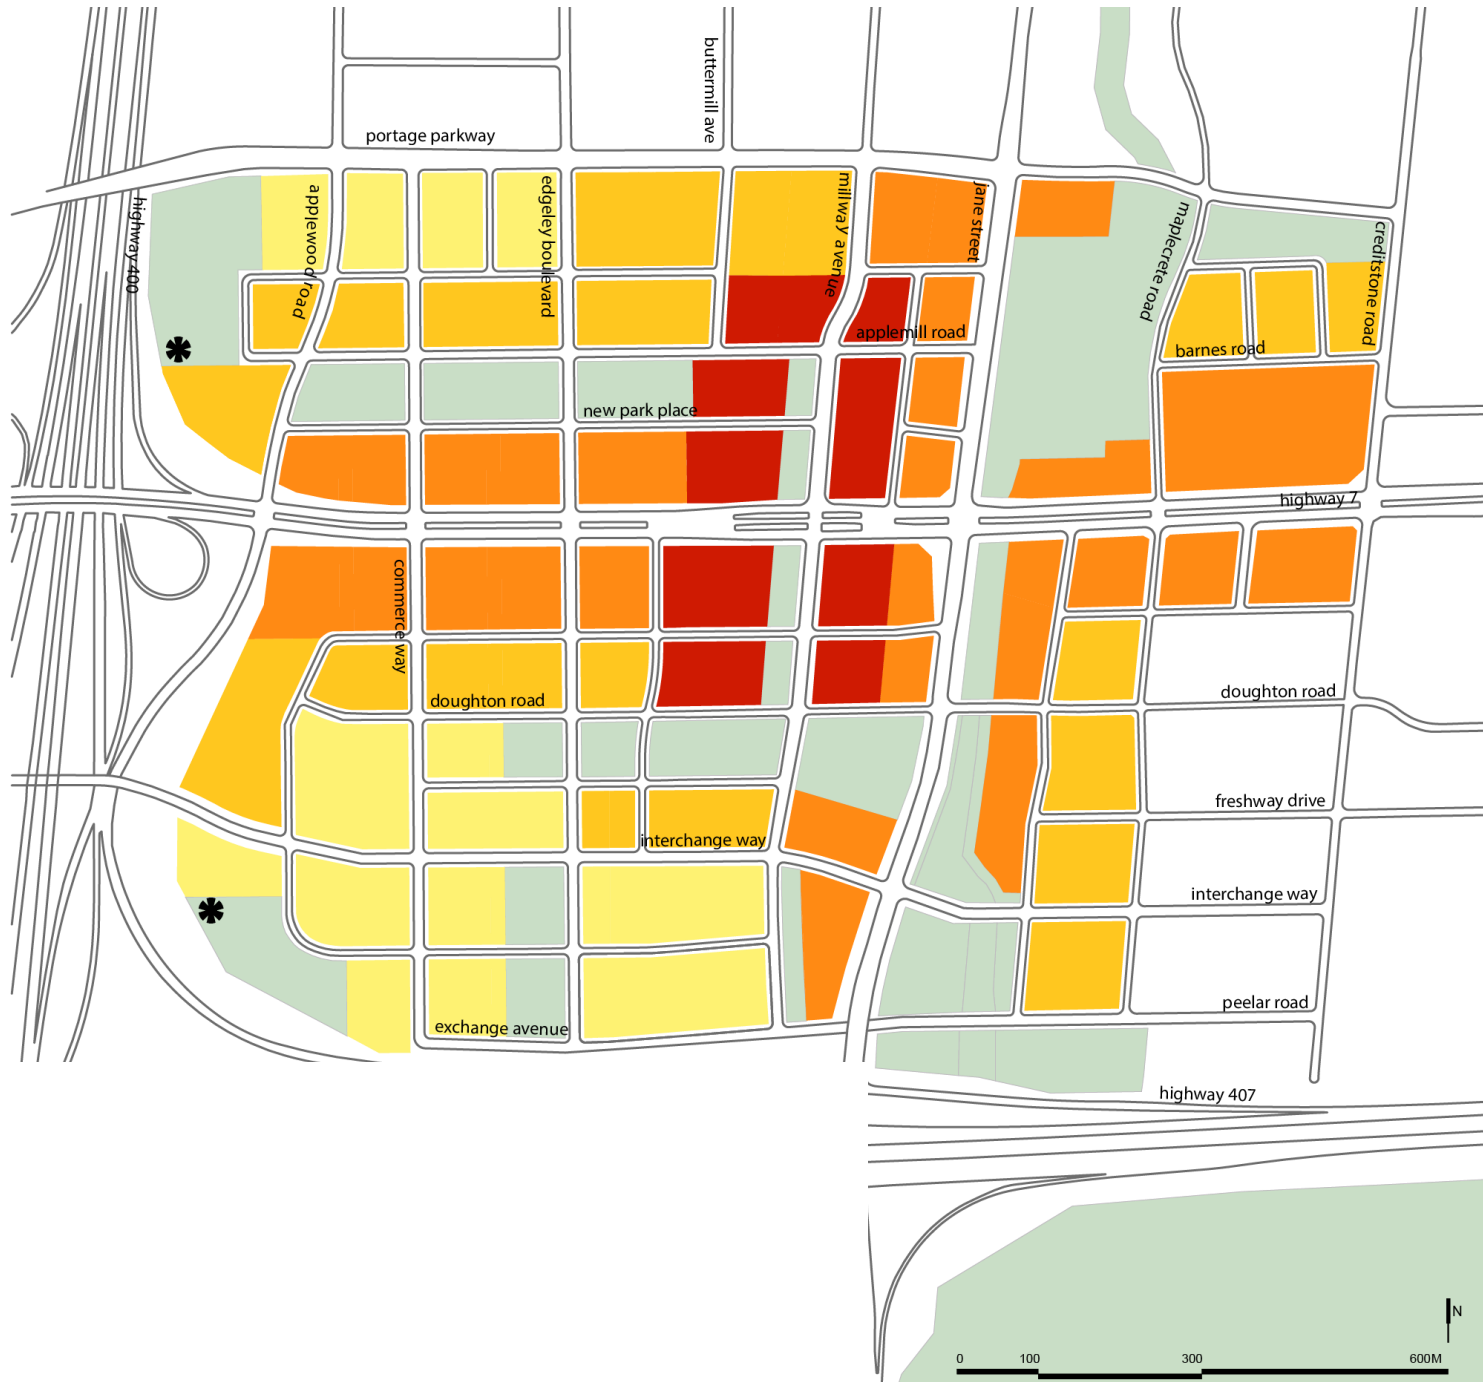 buttermill ave
portage parkway
highway 400
applewood road
edgeley boulevard
millway avenue
jane street
maplecrete road
creditstone road
applemill road
barnes road
new park place
highway 7
commerce way
doughton road
doughton road
freshway drive
interchange way
interchange way
peelar road
exchange avenue
highway 407
N
0 100 300 600M